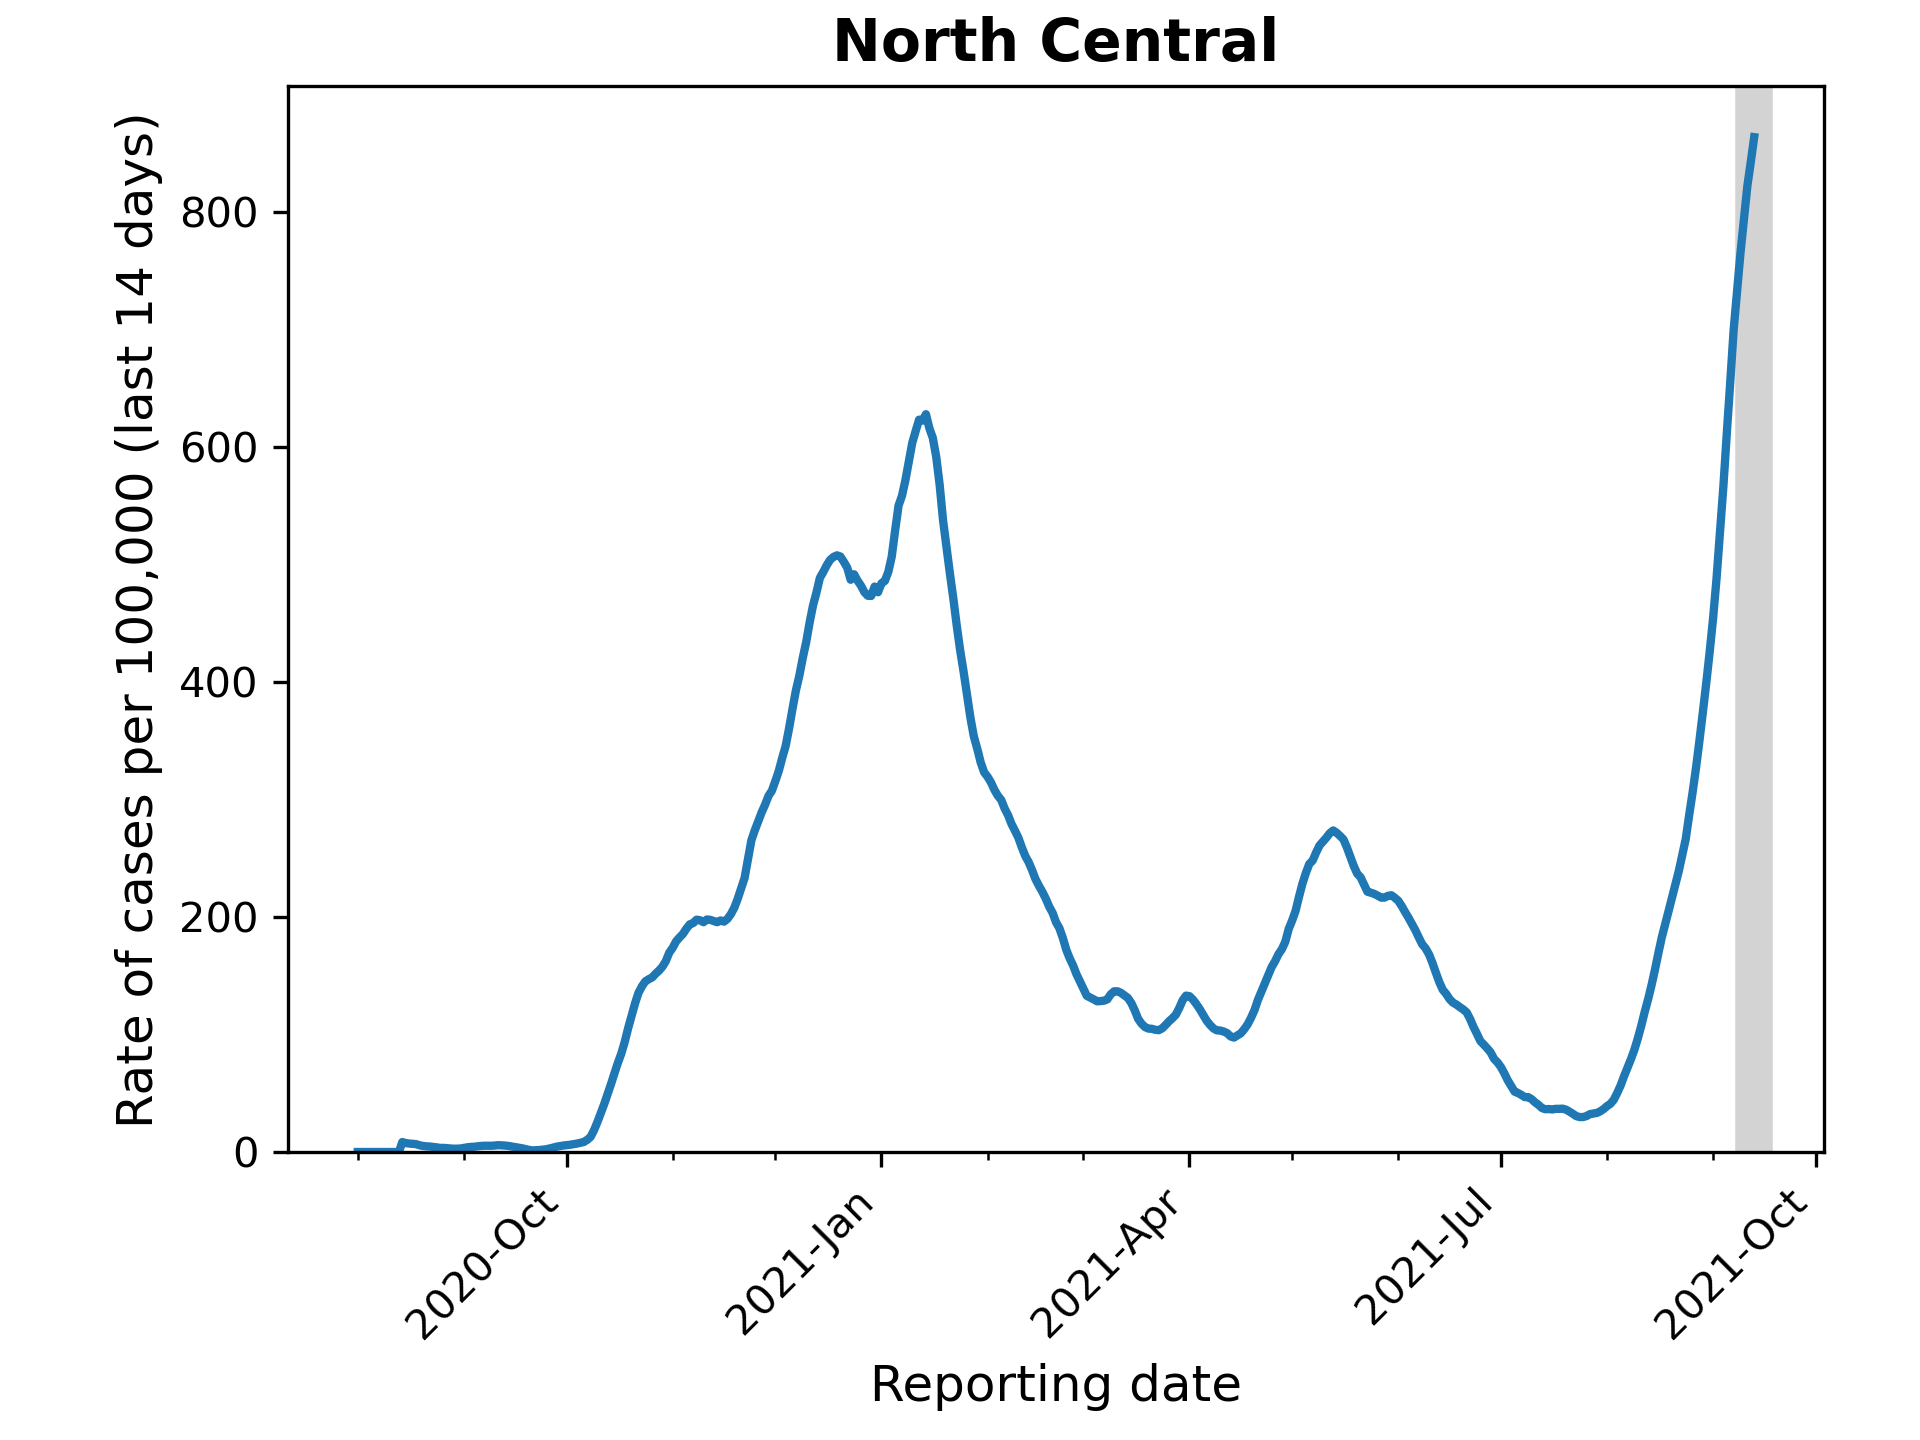 North Central
Rate of cases per 100,000 (last 14 days)
800
600
400
200
0
2020-Oct
2021-Jan
2021-Apr
2021-Jul
2021-Oct
Reporting date